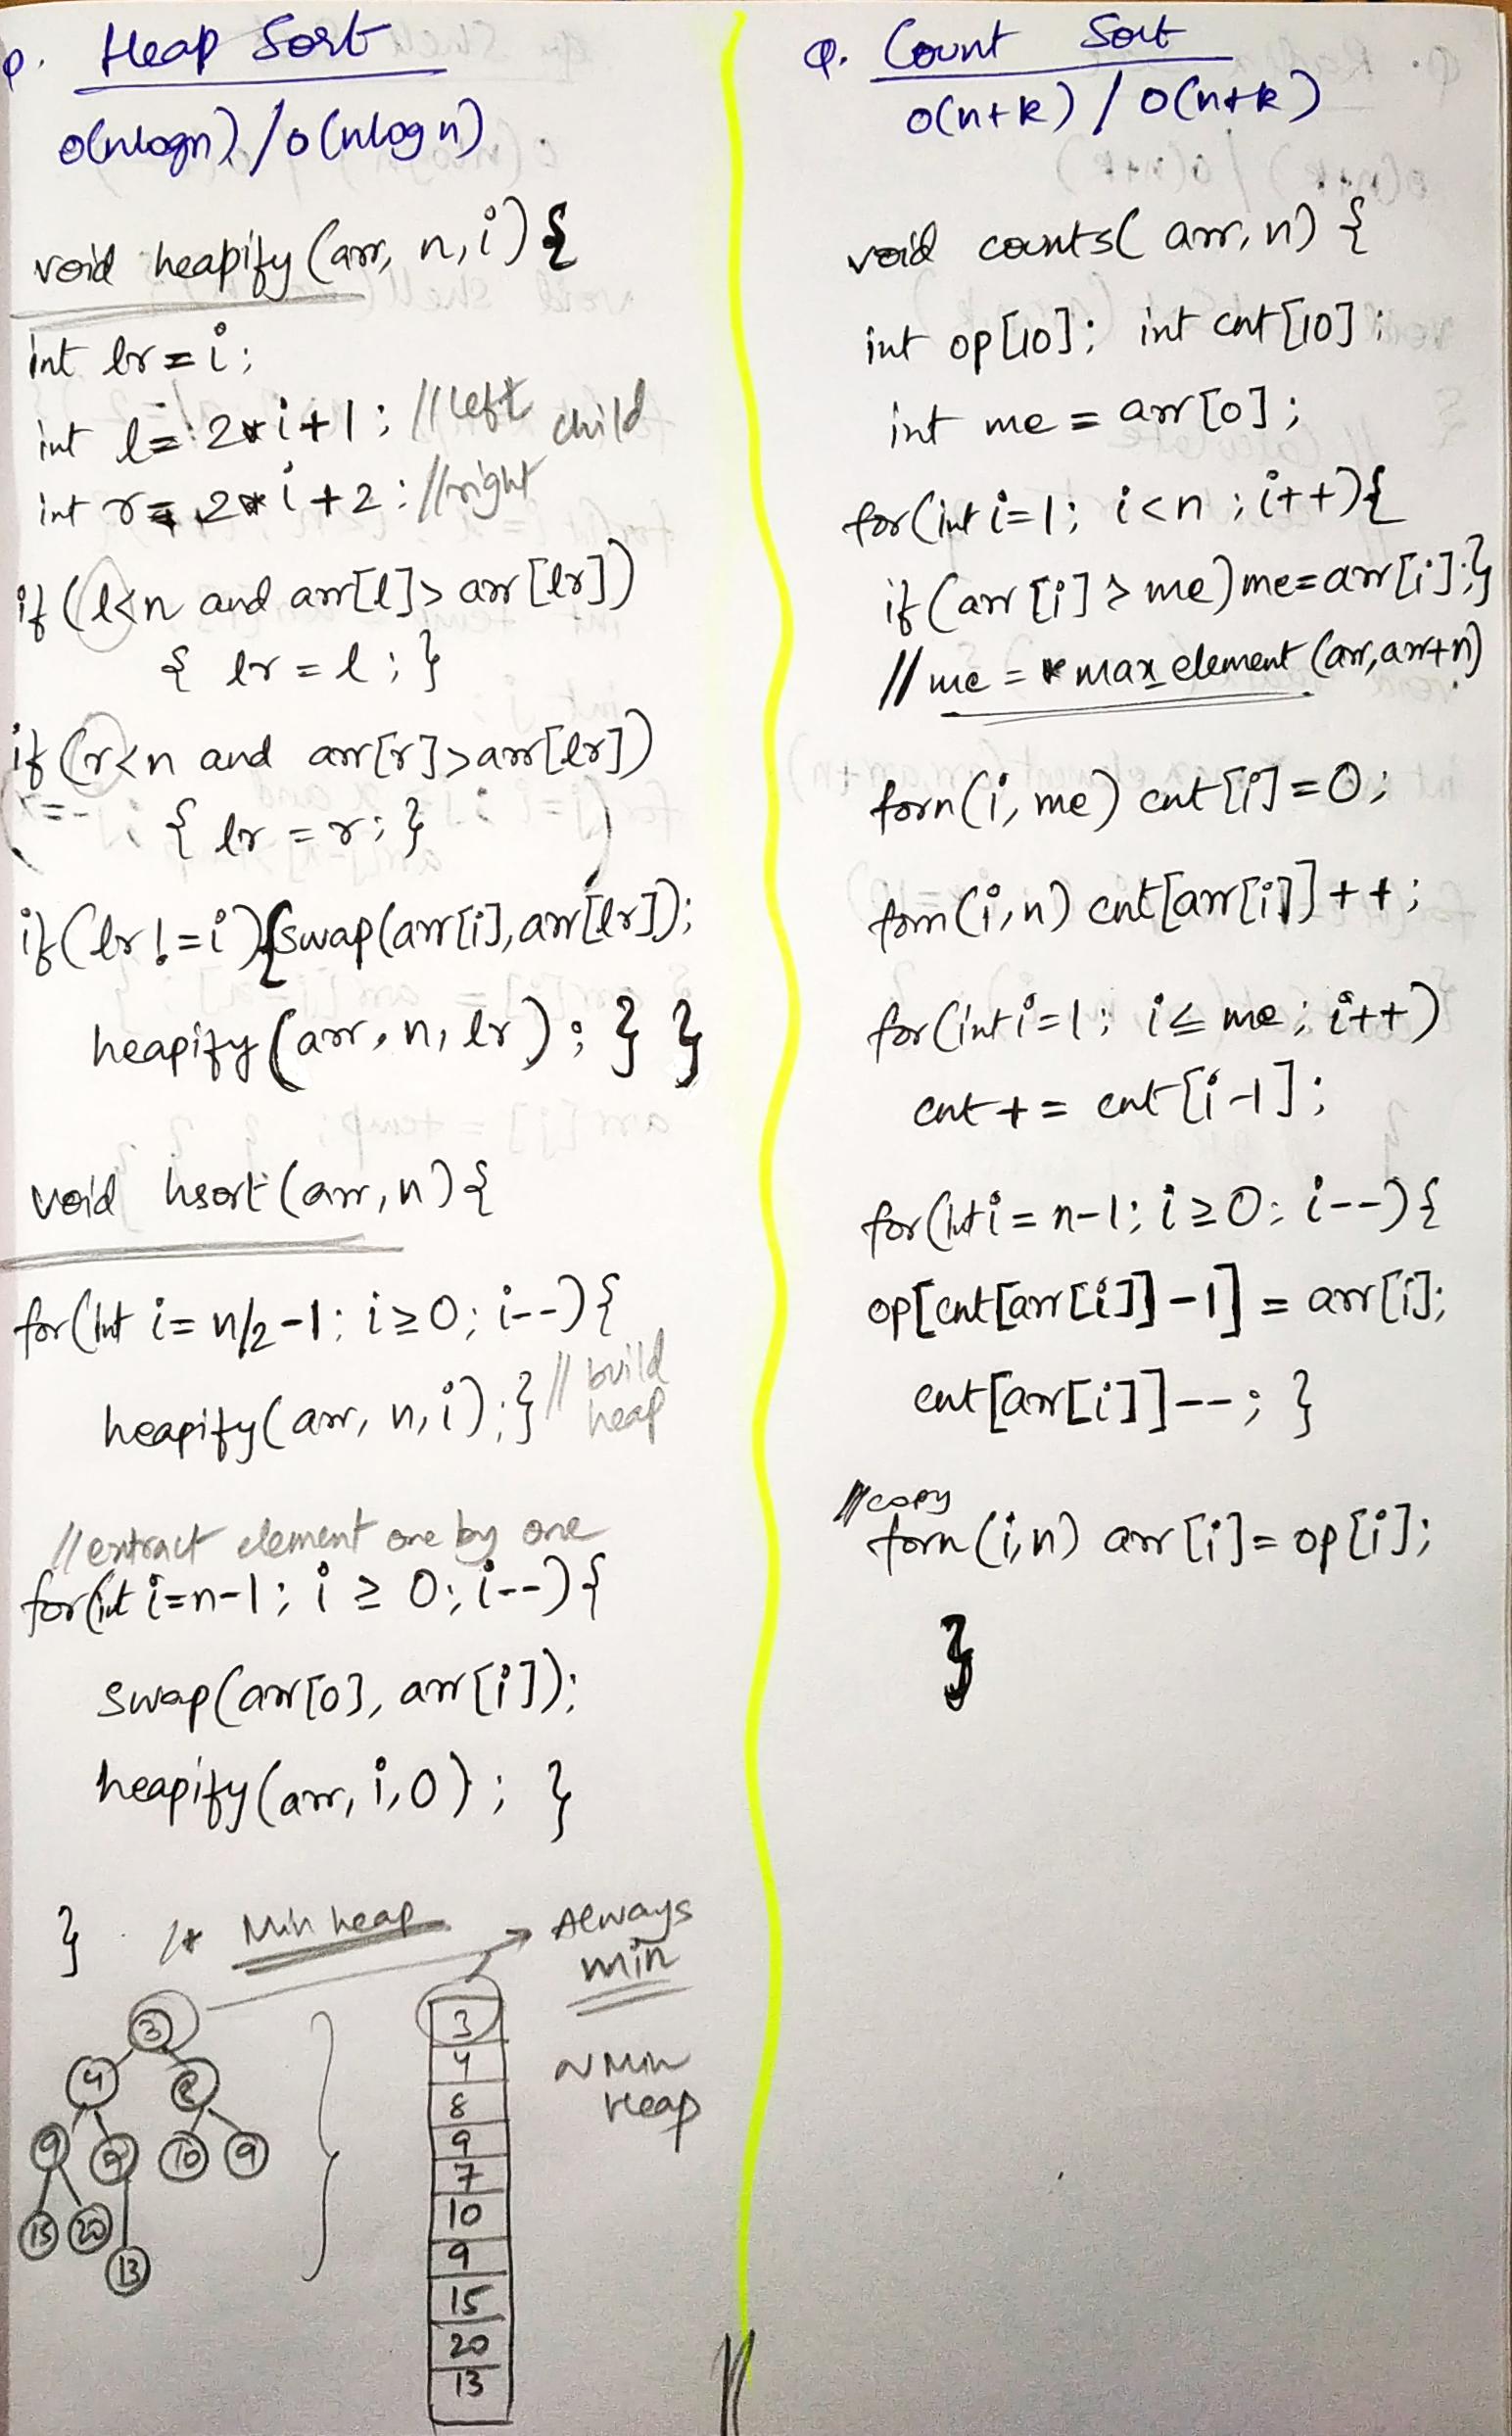 Q. Heap Sort
O(nlogn) / O(nlogn)
void heapify (arr, n, i) {
int lr = i;
int l = 2*i+1; //left child
int r = 2*i+2; //right
if (l<n and arr[l]> arr[lr])
{ lr = l; }
if (r<n and arr[r]>arr[lr])
{ lr = r; }
if (lr != i) {swap(arr[i], arr[lr]);
heapify (arr, n, lr); } }
void hsort (arr, n) {
for(int i = n/2-1; i ≥ 0; i--) {
heapify(arr, n, i); } // build heap
//extract element one by one
for(int i=n-1; i ≥ 0; i--) {
swap(arr[0], arr[i]);
heapify(arr, i, 0); }
} /* Min heap → Always min
3
4 8
9 10 9
15 20
13
3
4
8
9
7
10
9
15
20
13
~ Min Heap
Q. Count Sort
O(n+k) / O(n+k)
void counts( arr, n) {
int op[10]; int cnt[10];
int me = arr[0];
for(int i=1; i<n; i++){
if (arr[i] > me) me=arr[i];}
// me = *max_element (arr, arr+n)
forn(i, me) cnt[i]=0;
forn(i, n) cnt[arr[i]]++;
for(int i=1; i ≤ me; i++)
cnt += cnt[i-1];
for(int i = n-1; i ≥ 0; i--) {
op[cnt[arr[i]]-1] = arr[i];
cnt[arr[i]]--; }
//copy
forn(i, n) arr[i] = op[i];
}